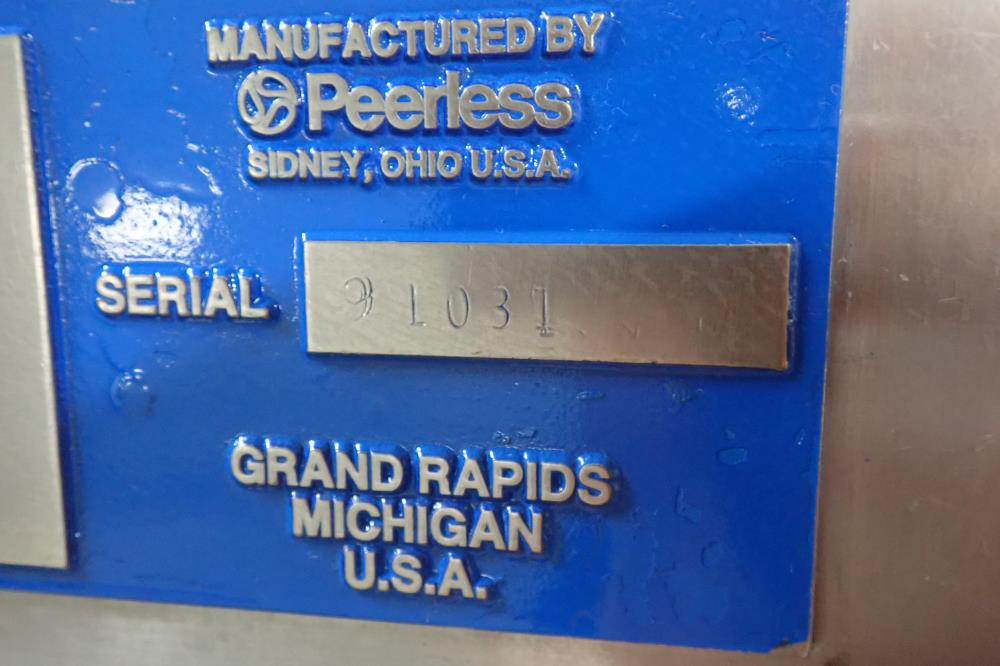 MANUFACTURED BY
Peerless
SIDNEY, OHIO U.S.A.
SERIAL
GRAND RAPIDS
MICHIGAN
U.S.A.